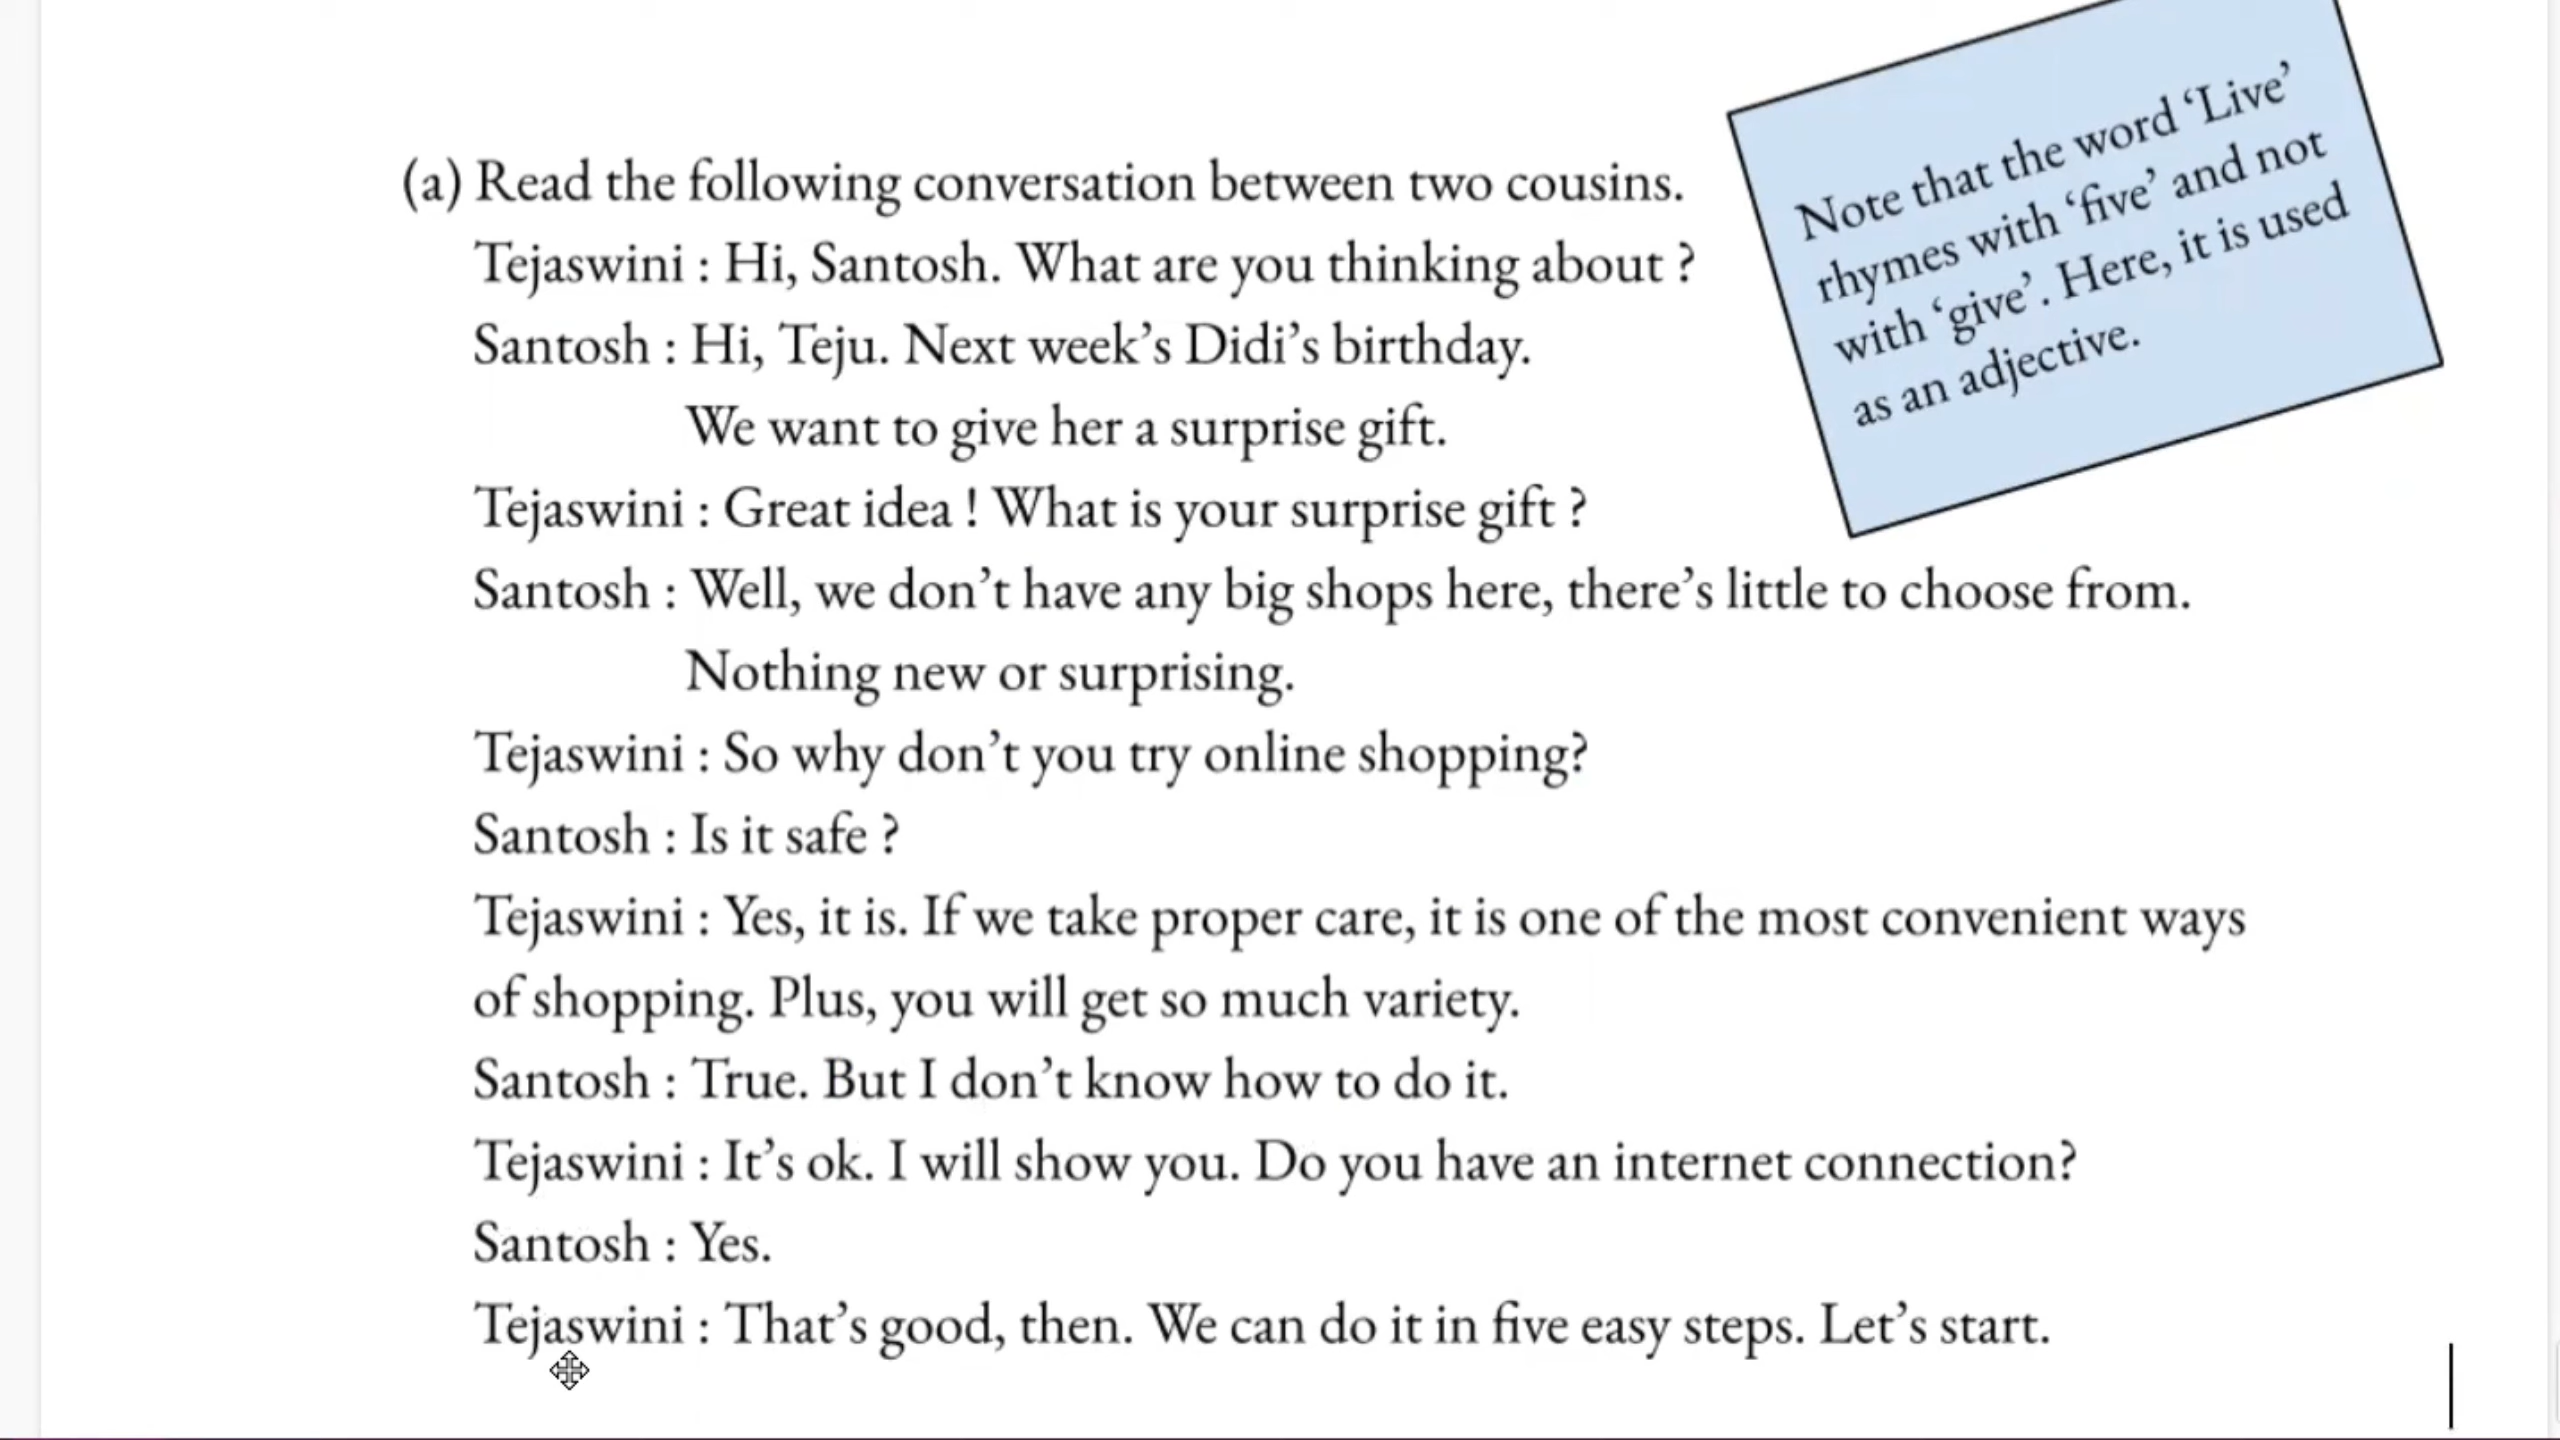 (a) Read the following conversation between two cousins.
Tejaswini : Hi, Santosh. What are you thinking about ?
Santosh : Hi, Teju. Next week’s Didi’s birthday.
We want to give her a surprise gift.
Tejaswini : Great idea ! What is your surprise gift ?
Santosh : Well, we don’t have any big shops here, there’s little to choose from.
Nothing new or surprising.
Tejaswini : So why don’t you try online shopping?
Santosh : Is it safe ?
Tejaswini : Yes, it is. If we take proper care, it is one of the most convenient ways
of shopping. Plus, you will get so much variety.
Santosh : True. But I don’t know how to do it.
Tejaswini : It’s ok. I will show you. Do you have an internet connection?
Santosh : Yes.
Tejaswini : That’s good, then. We can do it in five easy steps. Let’s start.
Note that the word ‘Live’
rhymes with ‘five’ and not
with ‘give’. Here, it is used
as an adjective.